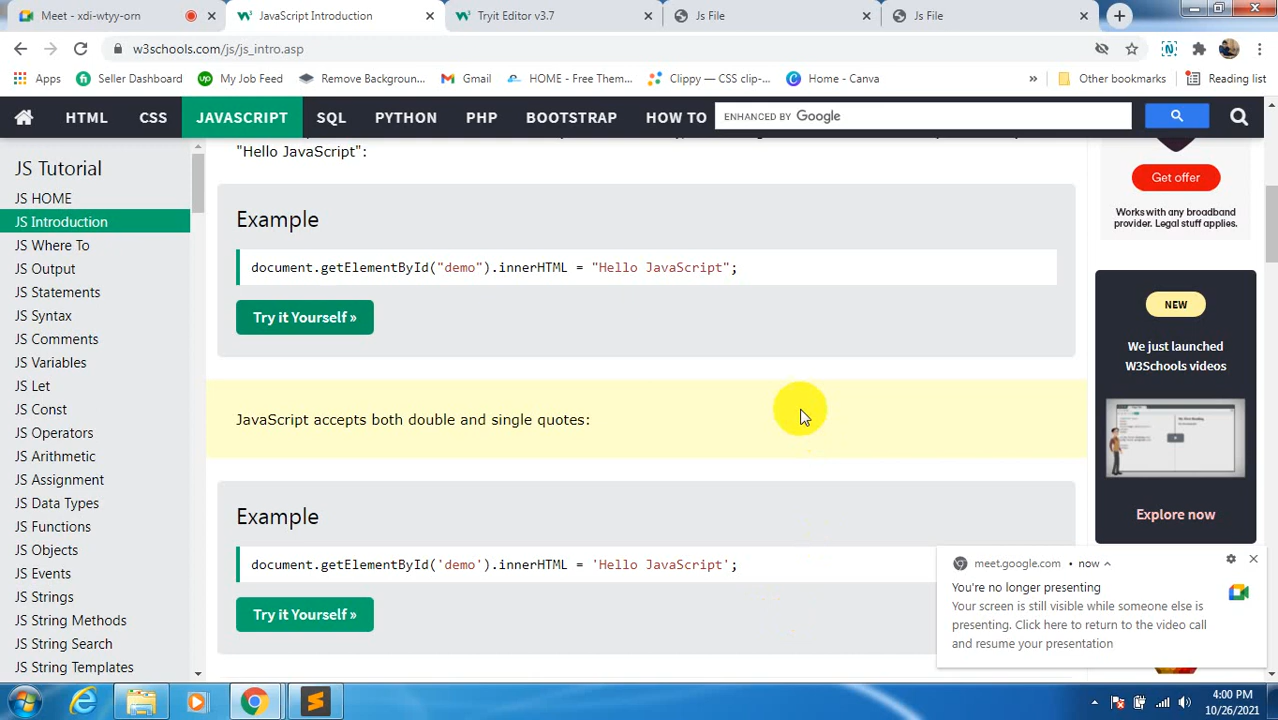 Meet - xdi-wtyy-orn
JavaScript Introduction
Tryit Editor v3.7
Js File
Js File
w3schools.com/js/js_intro.asp
Apps
Seller Dashboard
My Job Feed
Remove Backgroun...
Gmail
HOME - Free Them...
Clippy — CSS clip-...
Home - Canva
»
Other bookmarks
Reading list
HTML
CSS
JAVASCRIPT
SQL
PYTHON
PHP
BOOTSTRAP
HOW TO
ENHANCED BY Google
JS Tutorial
JS HOME
JS Introduction
JS Where To
JS Output
JS Statements
JS Syntax
JS Comments
JS Variables
JS Let
JS Const
JS Operators
JS Arithmetic
JS Assignment
JS Data Types
JS Functions
JS Objects
JS Events
JS Strings
JS String Methods
JS String Search
JS String Templates
"Hello JavaScript":
Example
document.getElementById("demo").innerHTML = "Hello JavaScript";
Try it Yourself »
JavaScript accepts both double and single quotes:
Example
document.getElementById('demo').innerHTML = 'Hello JavaScript';
Try it Yourself »
Get offer
Works with any broadband
provider. Legal stuff applies.
NEW
We just launched
W3Schools videos
Explore now
meet.google.com • now
You're no longer presenting
Your screen is still visible while someone else is
presenting. Click here to return to the video call
and resume your presentation
4:00 PM
10/26/2021